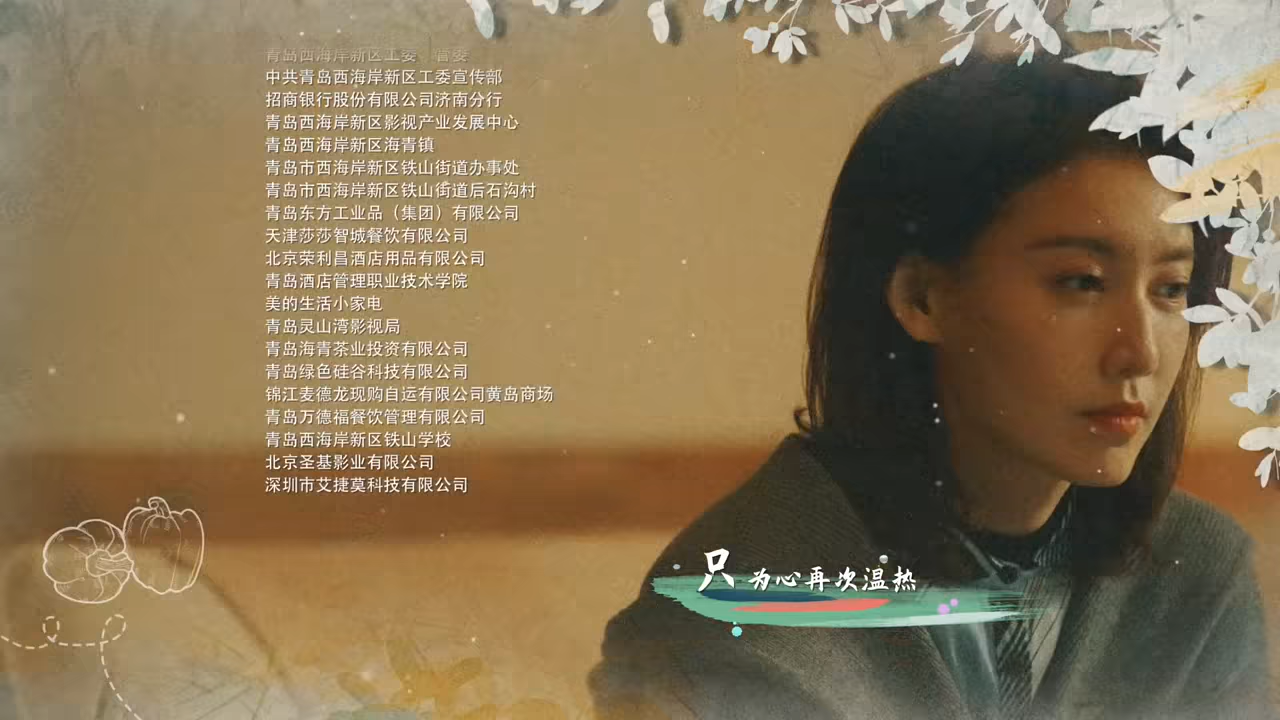 青岛西海岸新区工委 管委
中共青岛西海岸新区工委宣传部
招商银行股份有限公司济南分行
青岛西海岸新区影视产业发展中心
青岛西海岸新区海青镇
青岛市西海岸新区铁山街道办事处
青岛市西海岸新区铁山街道后石沟村
青岛东方工业品（集团）有限公司
天津莎莎智城餐饮有限公司
北京荣利昌酒店用品有限公司
青岛酒店管理职业技术学院
美的生活小家电
青岛灵山湾影视局
青岛海青茶业投资有限公司
青岛绿色硅谷科技有限公司
锦江麦德龙现购自运有限公司黄岛商场
青岛万德福餐饮管理有限公司
青岛西海岸新区铁山学校
北京圣基影业有限公司
深圳市艾捷莫科技有限公司
只为心再次温热